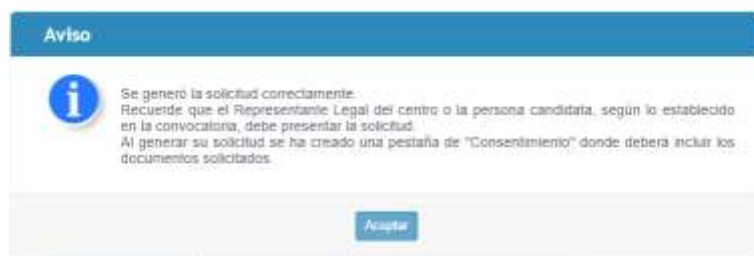 Aviso
Se generó la solicitud correctamente.
Recuerde que el Representante Legal del centro o la persona candidata, según lo establecido
en la convocatoria, debe presentar la solicitud.
Al generar su solicitud se ha creado una pestaña de "Consentimiento" donde deberá incluir los
documentos solicitados.
Aceptar